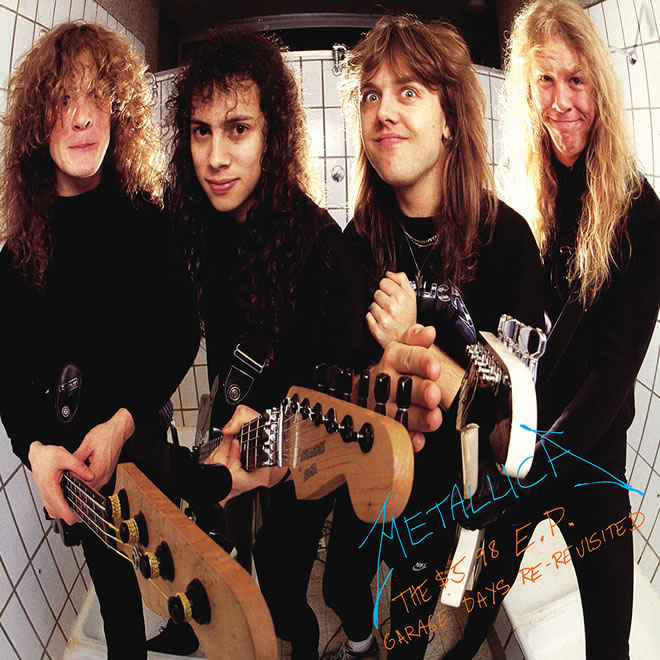 METALLICA
THE $5.98 E.P.
GARAGE DAYS RE-REVISITED